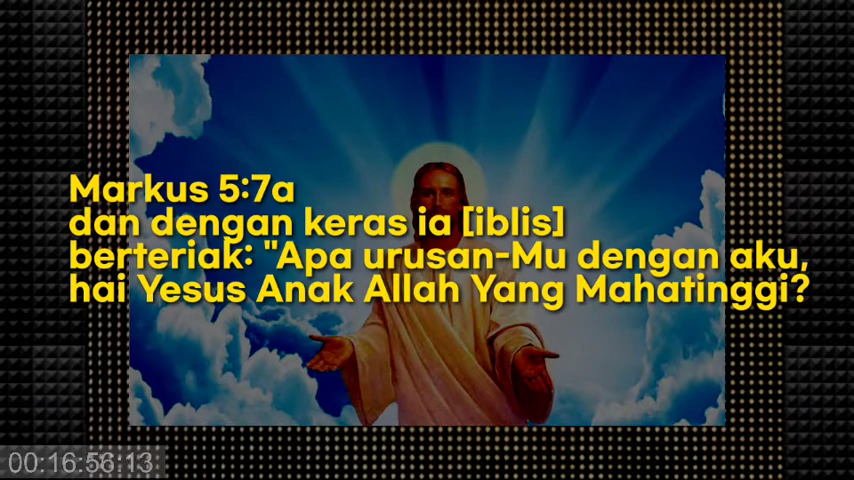 Markus 5:7a
dan dengan keras ia [iblis]
berteriak: "Apa urusan-Mu dengan aku,
hai Yesus Anak Allah Yang Mahatinggi?
00:16:56:13